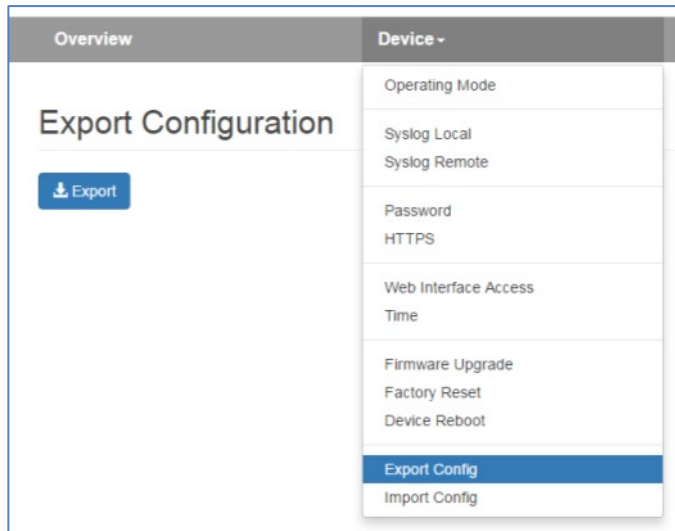 Overview
Device
Export Configuration
Export
Operating Mode
Syslog Local
Syslog Remote
Password
HTTPS
Web Interface Access
Time
Firmware Upgrade
Factory Reset
Device Reboot
Export Config
Import Config